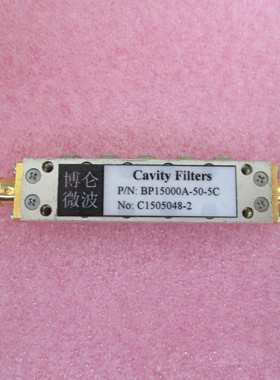 博仑
微波
Cavity Filters
P/N: BP15000A-50-5C
No: C1505048-2